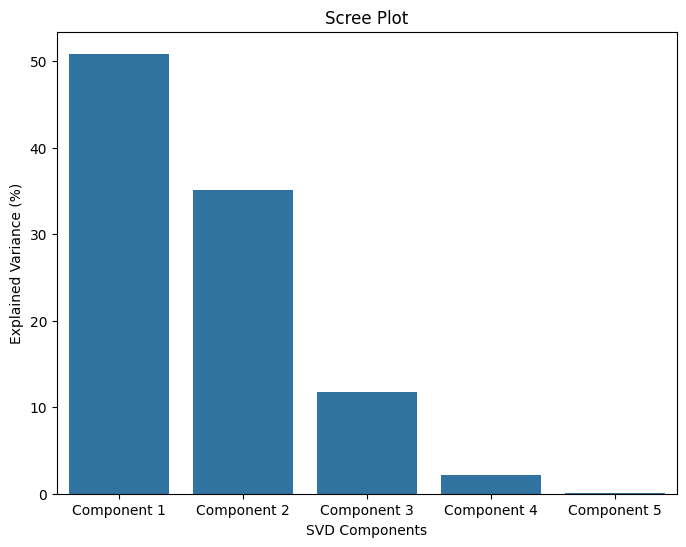 Scree Plot
Explained Variance (%)
50
40
30
20
10
0
Component 1 Component 2 Component 3 Component 4 Component 5
SVD Components